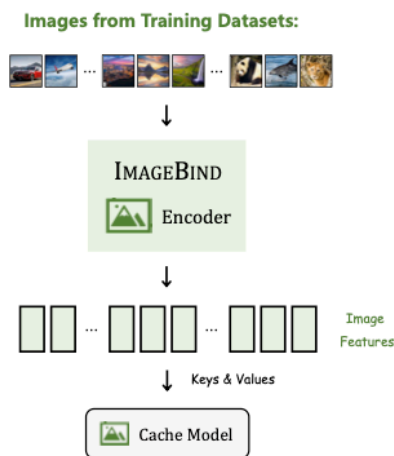 Images from Training Datasets:
... ...
IMAGEBIND
Encoder
... ...
Image
Features
Keys & Values
Cache Model